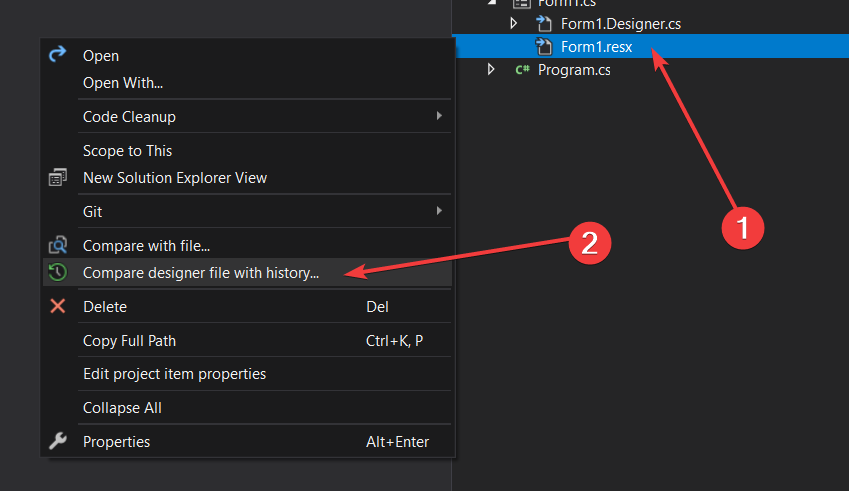 Form1.cs
Form1.Designer.cs
Form1.resx
C# Program.cs
1
2
Open
Open With...
Code Cleanup
Scope to This
New Solution Explorer View
Git
Compare with file...
Compare designer file with history...
Delete Del
Copy Full Path Ctrl+K, P
Edit project item properties
Collapse All
Properties Alt+Enter